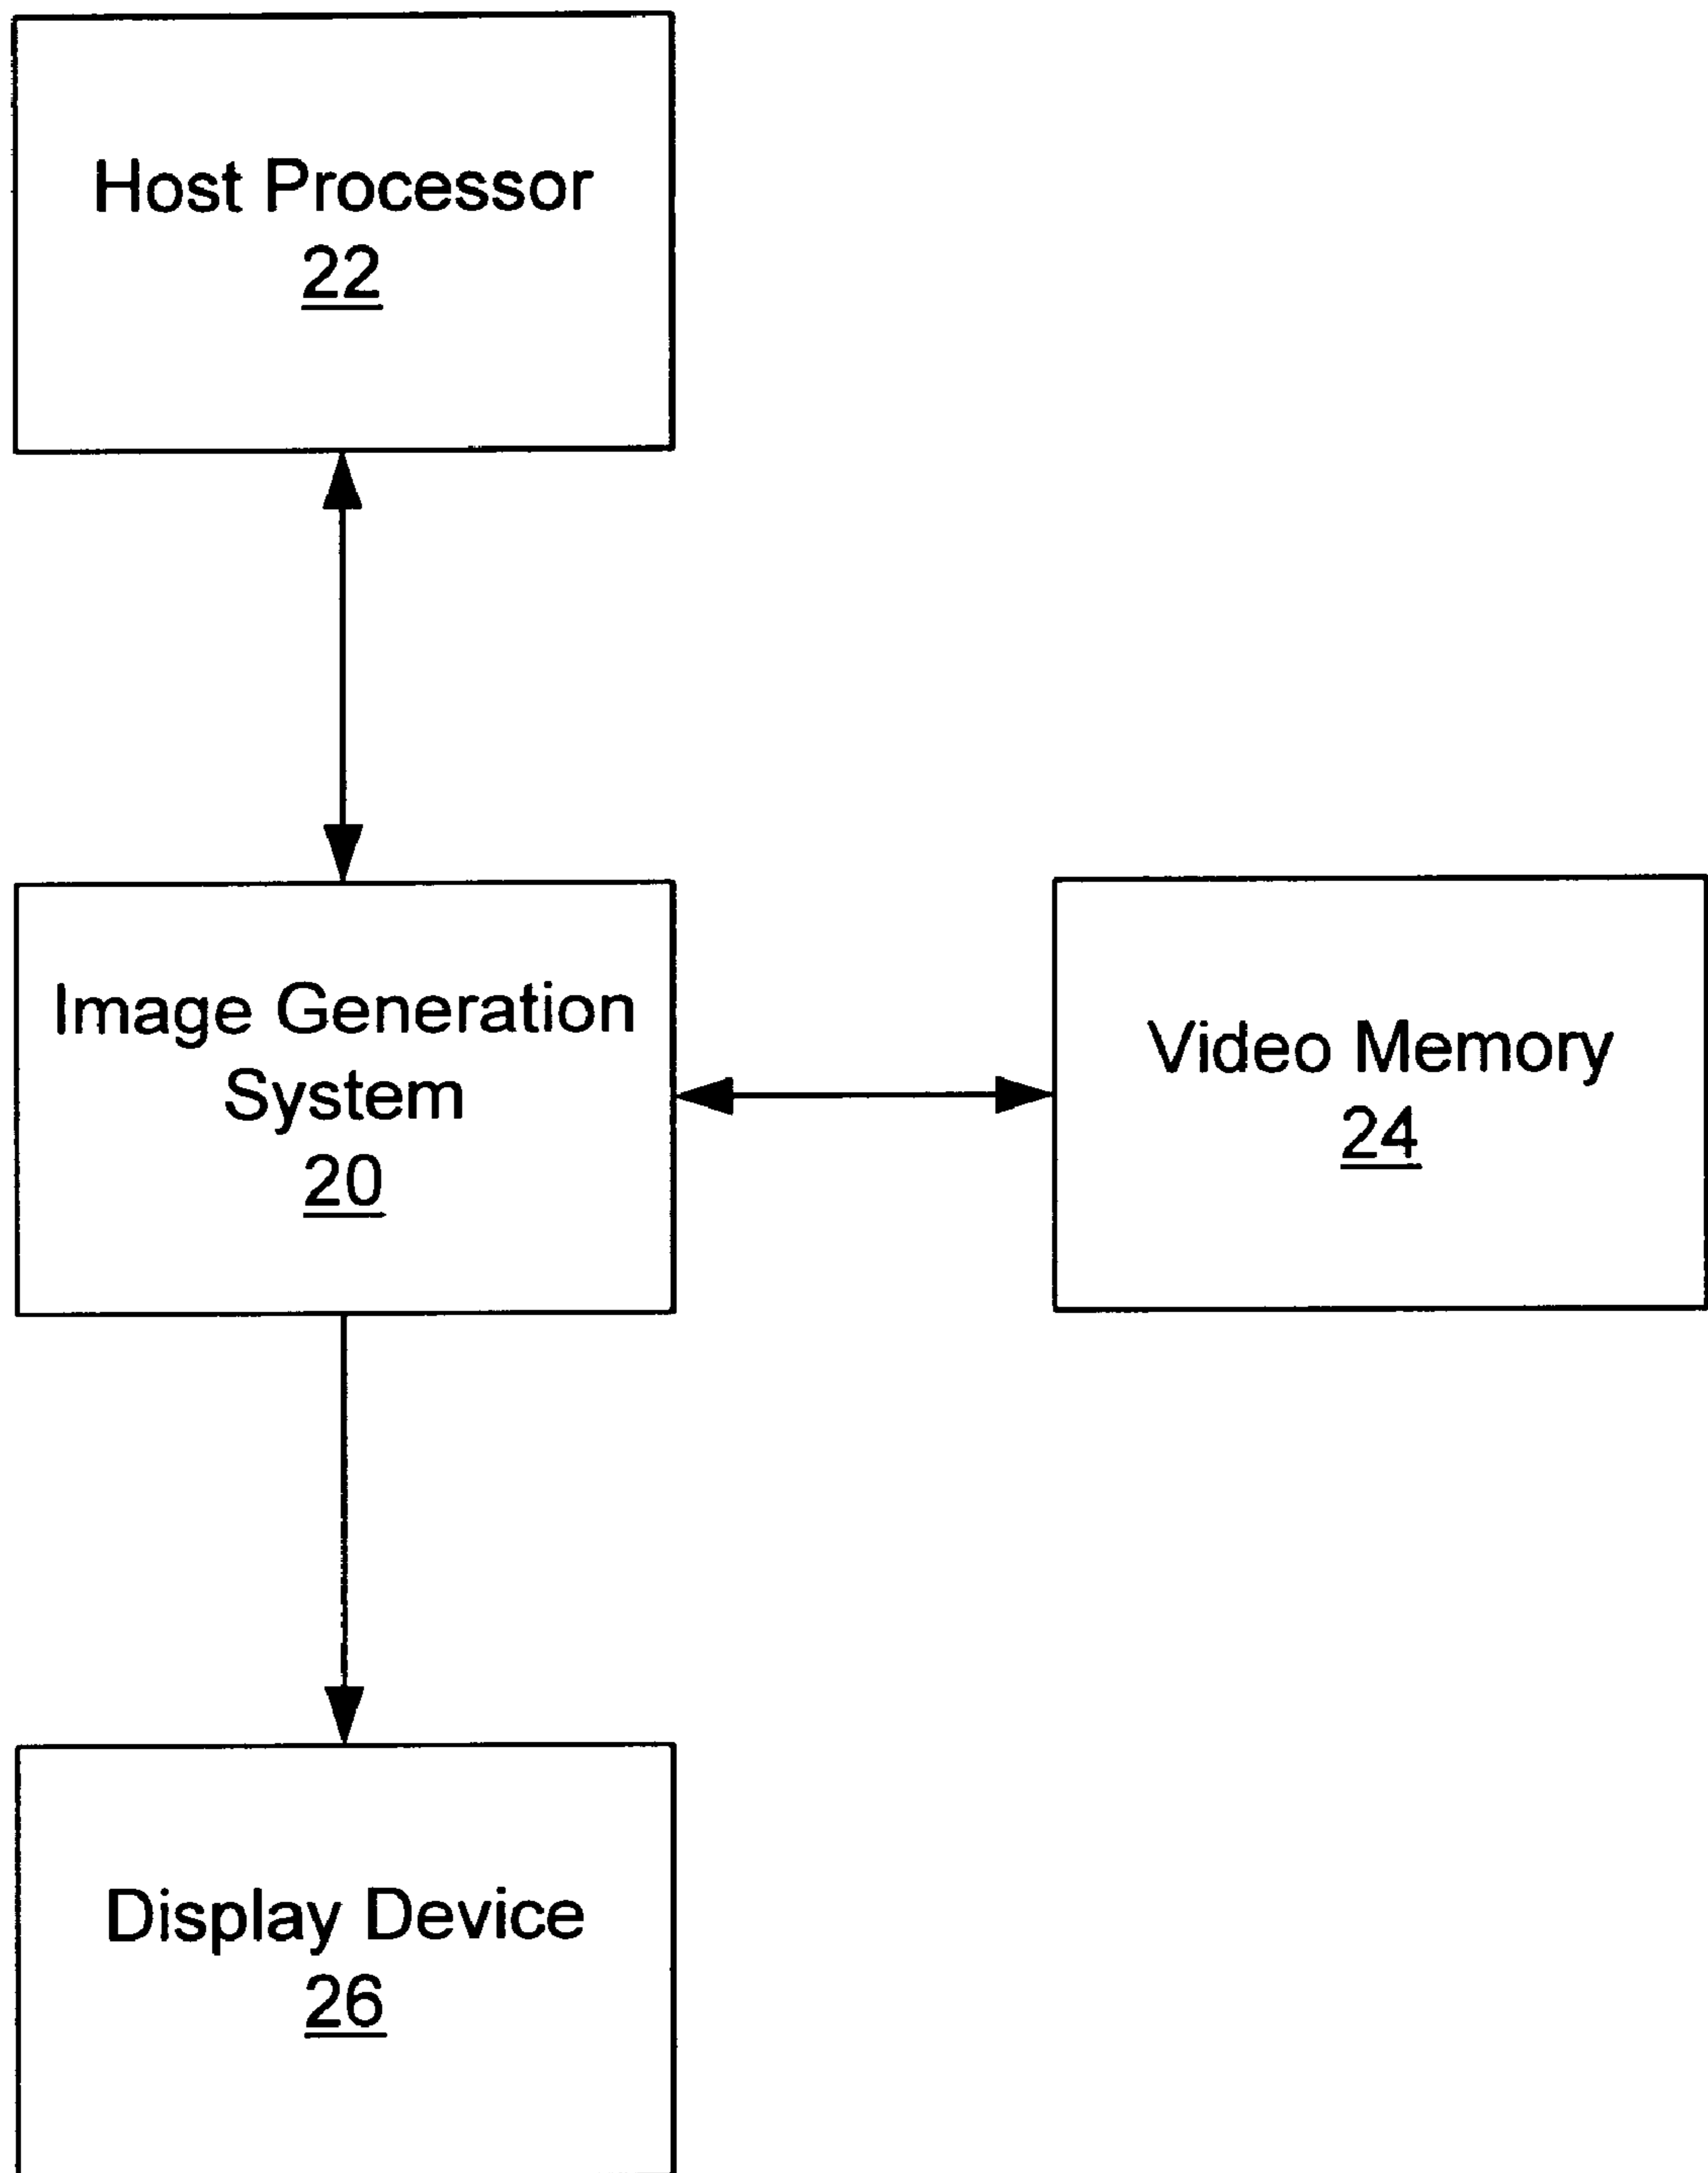 Host Processor
22
Image Generation
System
20
Video Memory
24
Display Device
26